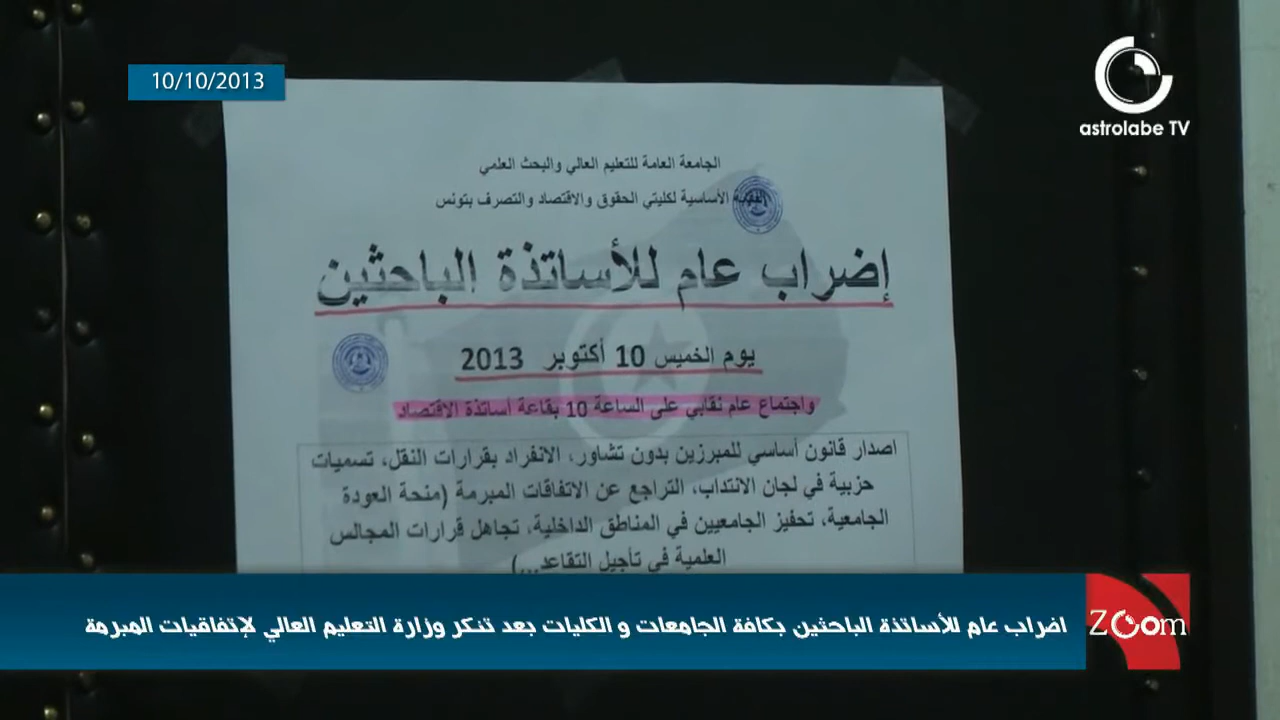 10/10/2013
astrolabe TV
الجامعة العامة للتعليم العالي والبحث العلمي
الأساسية لكليتي الحقوق والاقتصاد والتصرف بتونس
إضراب عام للأساتذة الباحثين
يوم الخميس 10 أكتوبر 2013
واجتماع عام نقابي على الساعة 10 بقاعة أساتذة الاقتصاد
اصدار قانون أساسي للمبرزين بدون تشاور، الانفراد بقرارات النقل، تسميات
حزبية في لجان الانتداب، التراجع عن الاتفاقات المبرمة (منحة العودة
الجامعية، تحفيز الجامعيين في المناطق الداخلية، تجاهل قرارات المجالس
العلمية في تأجيل التقاعد...)
اضراب عام للأساتذة الباحثين بكافة الجامعات و الكليات بعد تنكر وزارة التعليم العالي لإتفاقيات المبرمة
Zoom